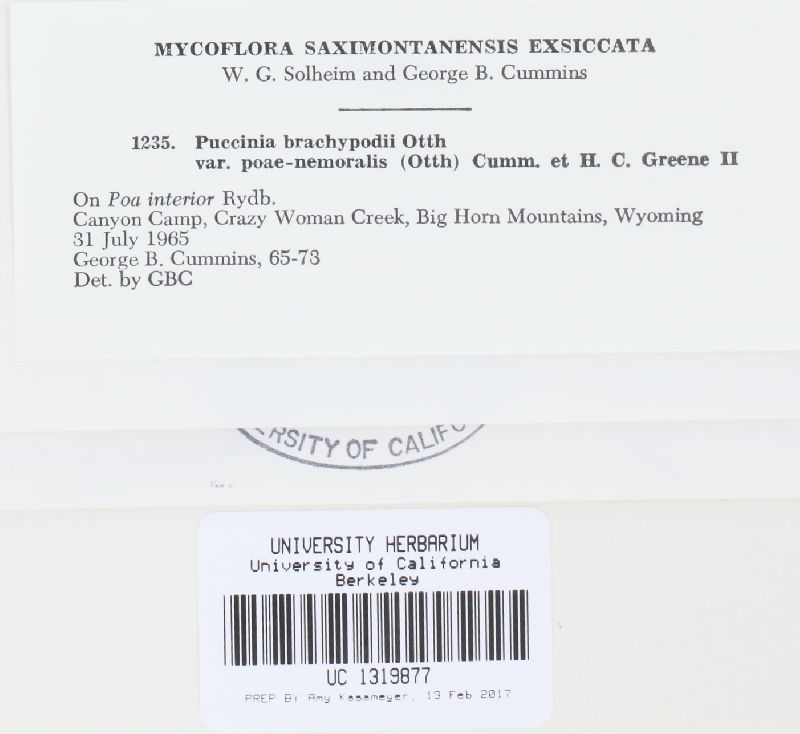 MYCOFLORA SAXIMONTANENSIS EXSICCATA
W. G. Solheim and George B. Cummins
1235. Puccinia brachypodii Otth
var. poae-nemoralis (Otth) Cumm. et H. C. Greene II
On Poa interior Rydb.
Canyon Camp, Crazy Woman Creek, Big Horn Mountains, Wyoming
31 July 1965
George B. Cummins, 65-73
Det. by GBC
ERSITY OF CALIFO
UNIVERSITY HERBARIUM
University of California
Berkeley
UC 1319877
PREP BY Amy Kasameyer, 13 Feb 2017